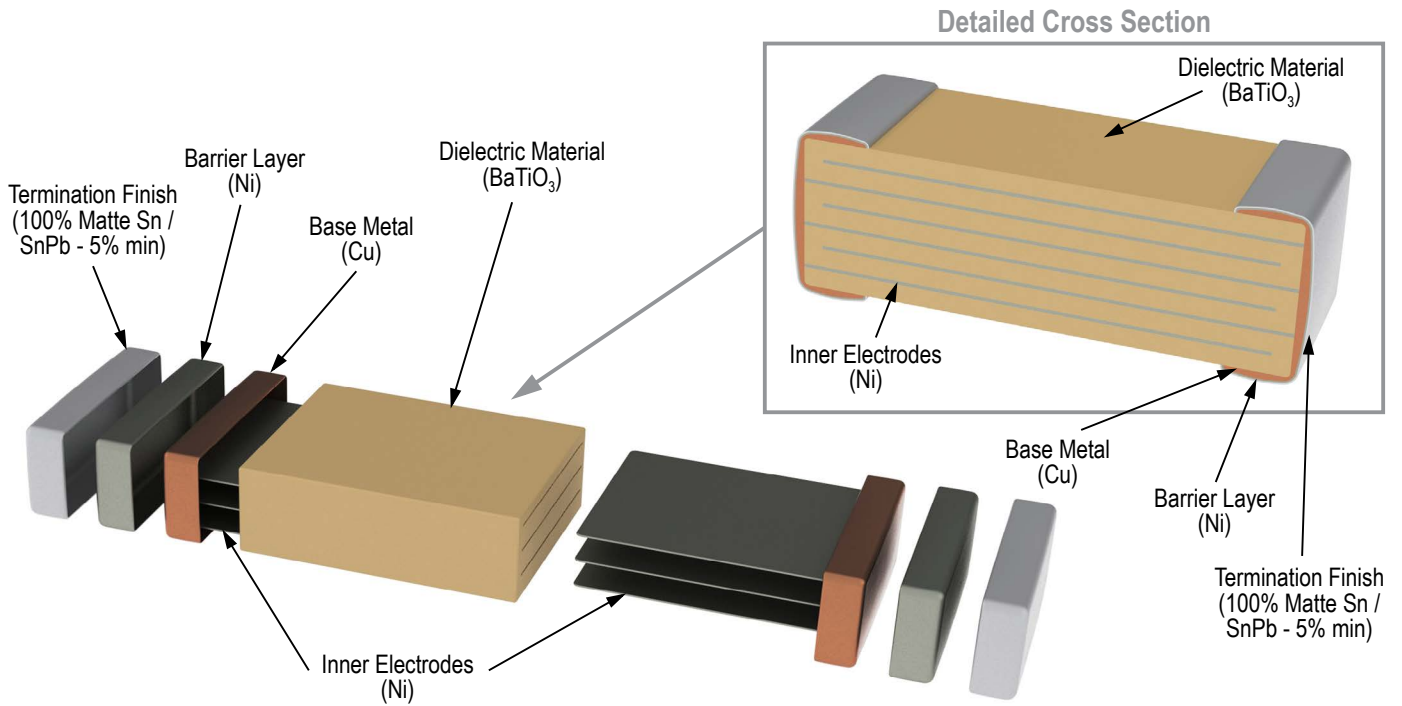 Detailed Cross Section
Dielectric Material
(BaTiO₃)
Inner Electrodes
(Ni)
Base Metal
(Cu)
Barrier Layer
(Ni)
Termination Finish
(100% Matte Sn /
SnPb - 5% min)
Termination Finish
(100% Matte Sn /
SnPb - 5% min)
Barrier Layer
(Ni)
Base Metal
(Cu)
Dielectric Material
(BaTiO₃)
Inner Electrodes
(Ni)